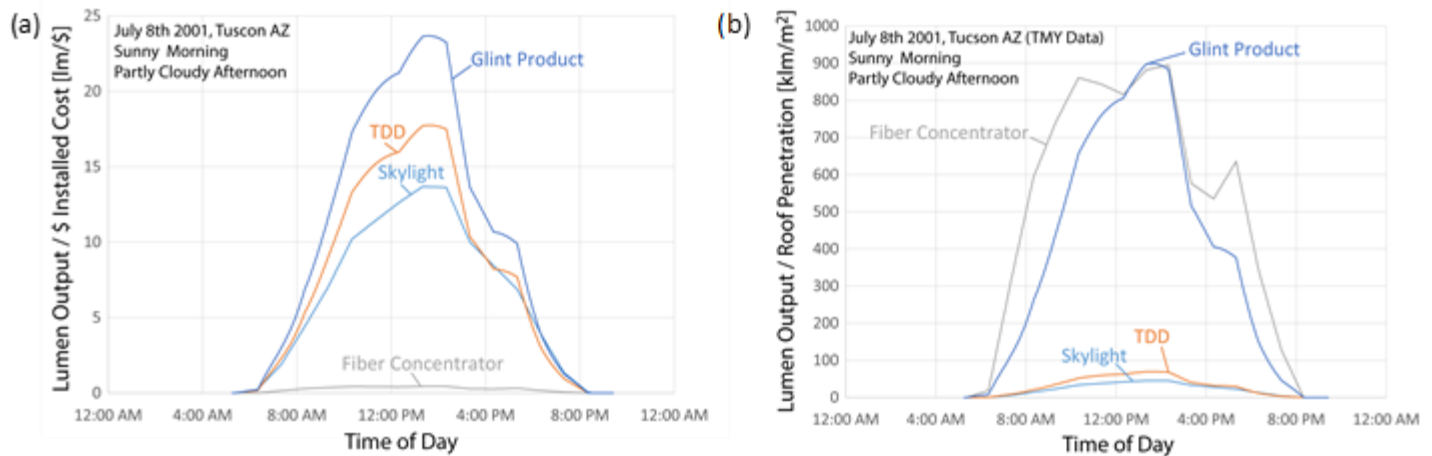 (a)
Lumen Output / $ Installed Cost [lm/$]
25
20
15
10
5
0
July 8th 2001, Tuscon AZ
Sunny Morning
Partly Cloudy Afternoon
Glint Product
TDD
Skylight
Fiber Concentrator
12:00 AM 4:00 AM 8:00 AM 12:00 PM 4:00 PM 8:00 PM 12:00 AM
Time of Day
(b)
Lumen Output / Roof Penetration [klm/m²]
1000
900
800
700
600
500
400
300
200
100
0
July 8th 2001, Tucson AZ (TMY Data)
Sunny Morning
Partly Cloudy Afternoon
Glint Product
Fiber Concentrator
TDD
Skylight
12:00 AM 4:00 AM 8:00 AM 12:00 PM 4:00 PM 8:00 PM 12:00 AM
Time of Day